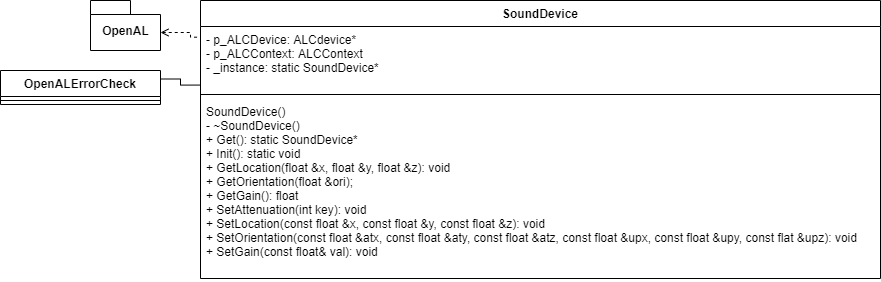 SoundDevice
OpenAL
- p_ALCDevice: ALCdevice*
- p_ALCContext: ALCContext
- _instance: static SoundDevice*
OpenALErrorCheck
SoundDevice()
- ~SoundDevice()
+ Get(): static SoundDevice*
+ Init(): static void
+ GetLocation(float &x, float &y, float &z): void
+ GetOrientation(float &ori);
+ GetGain(): float
+ SetAttenuation(int key): void
+ SetLocation(const float &x, const float &y, const float &z): void
+ SetOrientation(const float &atx, const float &aty, const float &atz, const float &upx, const float &upy, const flat &upz): void
+ SetGain(const float& val): void